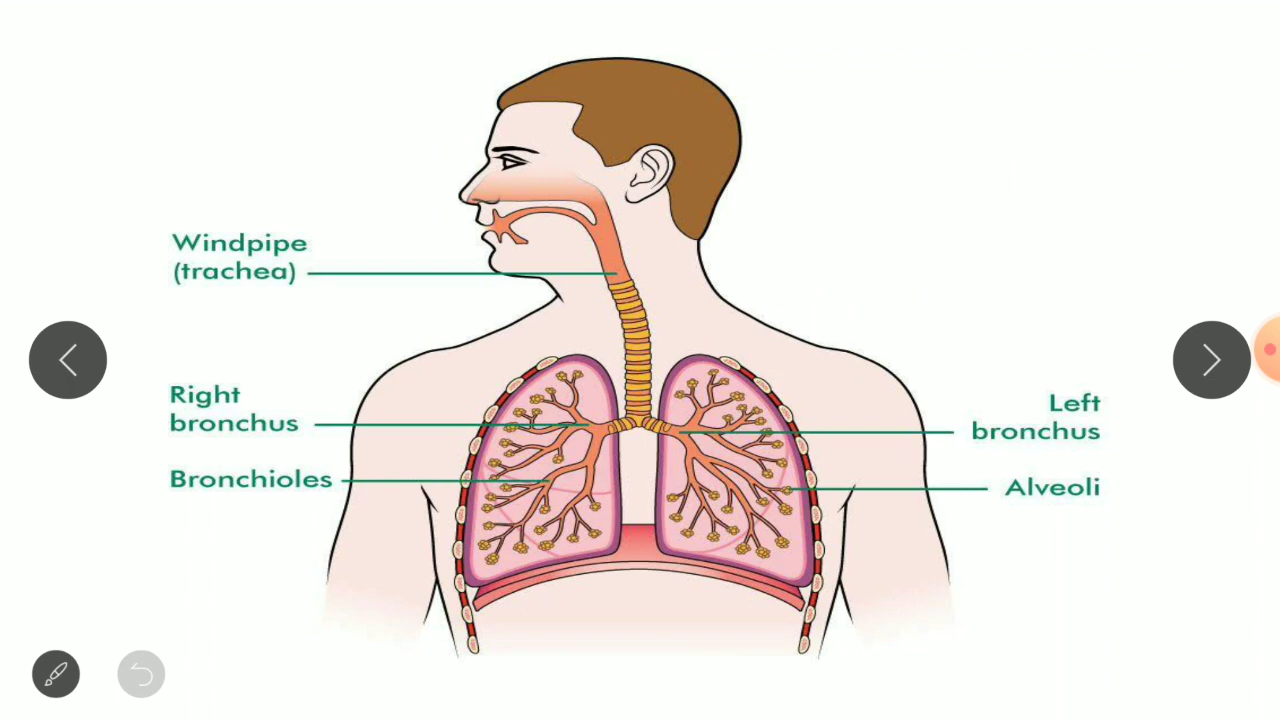 Windpipe
(trachea)
Right
bronchus
Bronchioles
Left
bronchus
Alveoli